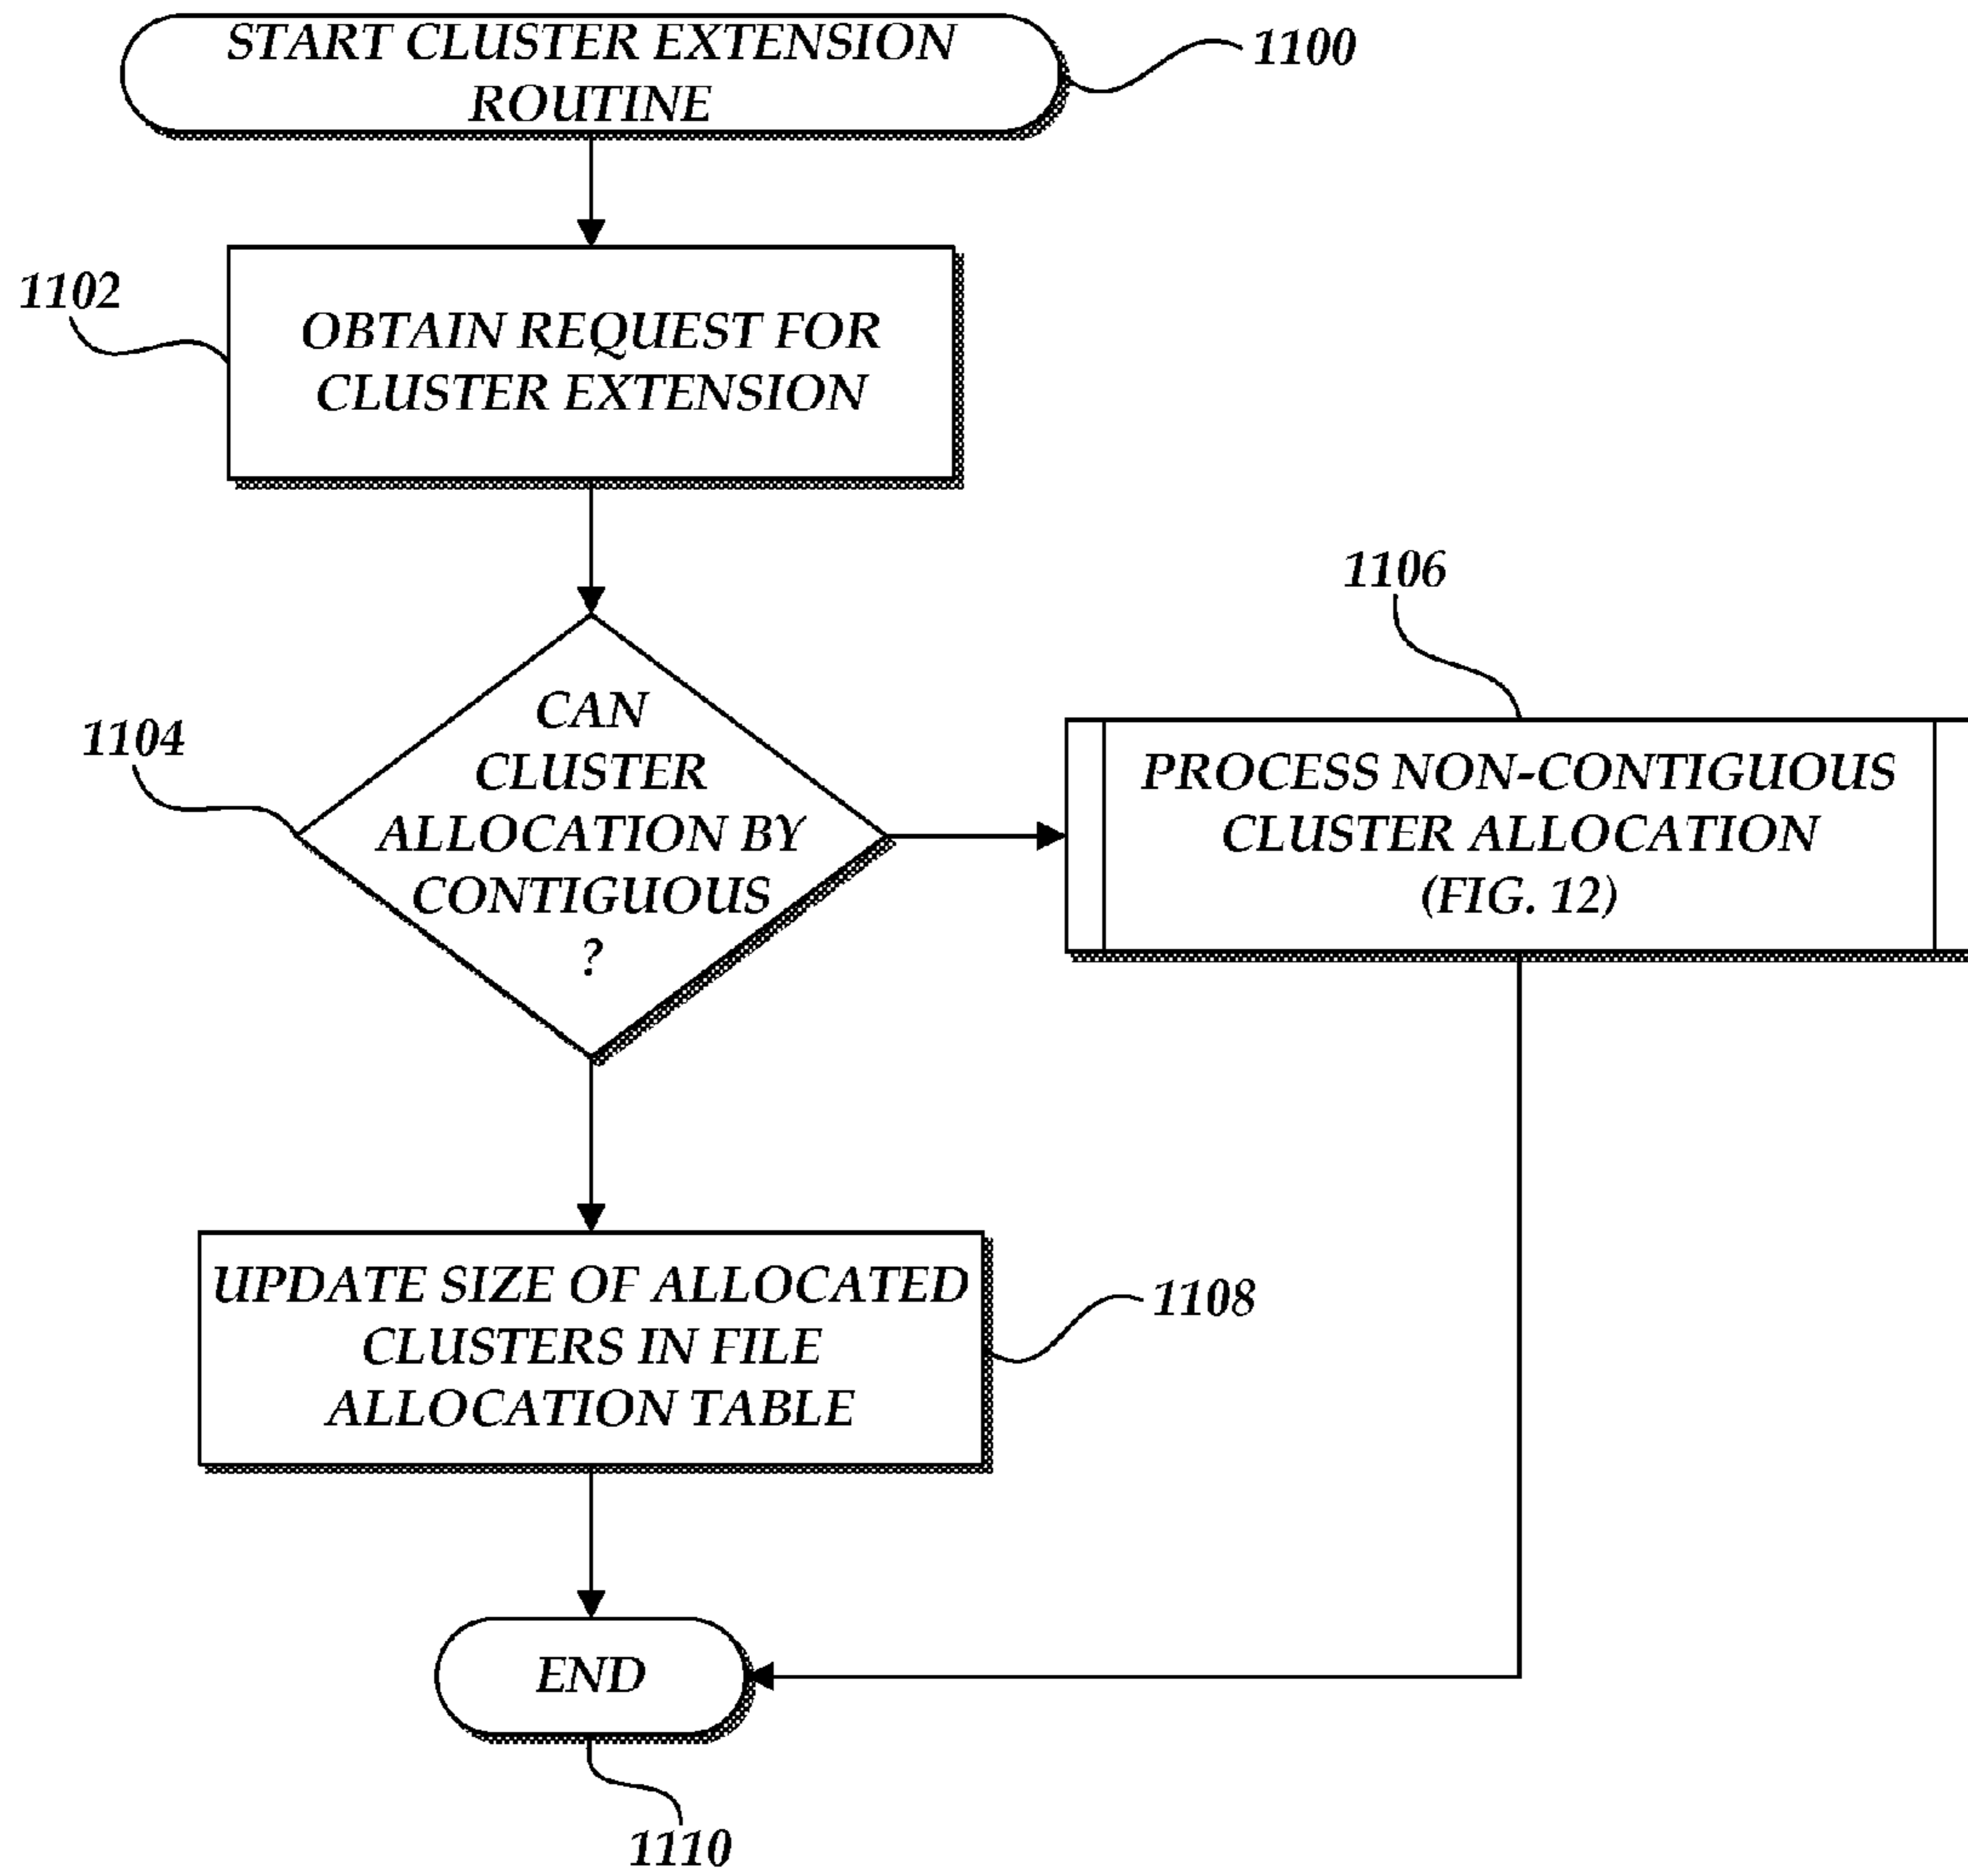 START CLUSTER EXTENSION
ROUTINE
1100
1102
OBTAIN REQUEST FOR
CLUSTER EXTENSION
1104
CAN
CLUSTER
ALLOCATION BY
CONTIGUOUS
?
1106
PROCESS NON-CONTIGUOUS
CLUSTER ALLOCATION
(FIG. 12)
UPDATE SIZE OF ALLOCATED
CLUSTERS IN FILE
ALLOCATION TABLE
1108
END
1110